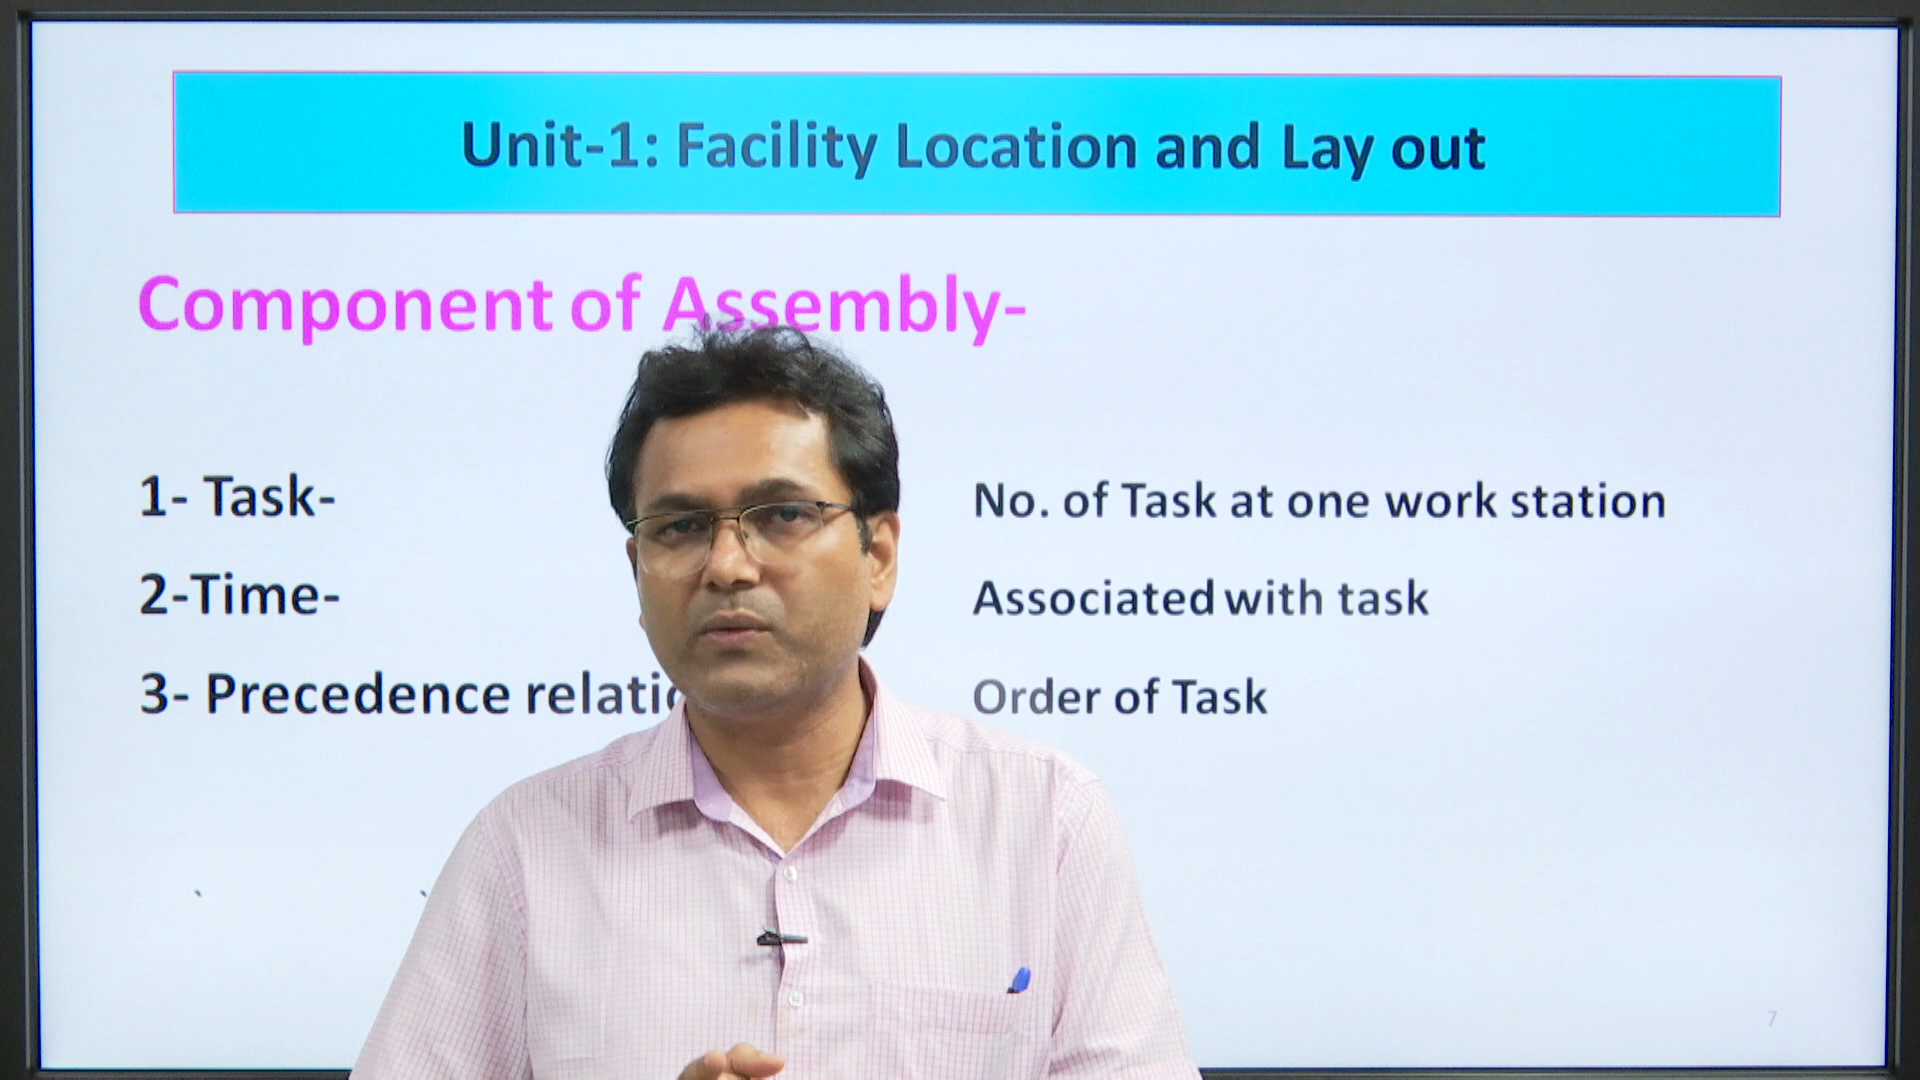 Unit-1: Facility Location and Lay out
Component of Assembly-
1- Task- No. of Task at one work station
2-Time- Associated with task
3- Precedence Order of Task
7